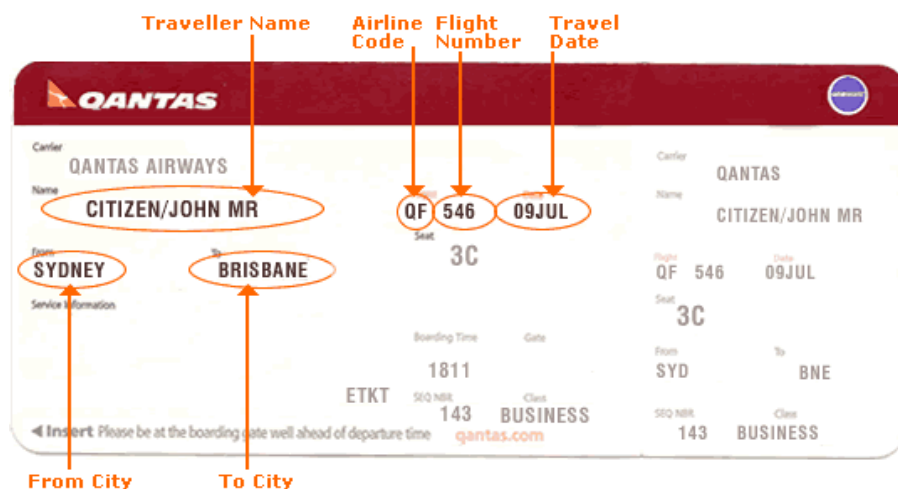 Traveller Name Airline Code Flight Number Travel Date
QANTAS
Carrier
QANTAS AIRWAYS
Name
CITIZEN/JOHN MR
Date
QF 546 09JUL
Seat
3C
From To
SYDNEY BRISBANE
Service Information
Boarding Time Gate
1811
ETKT
SEQ NBR Class
143 BUSINESS
Insert Please be at the boarding gate well ahead of departure time qantas.com
Carrier
QANTAS
Name
CITIZEN/JOHN MR
Flight Date
QF 546 09JUL
Seat
3C
From To
SYD BNE
SEQ NBR Class
143 BUSINESS
From City To City